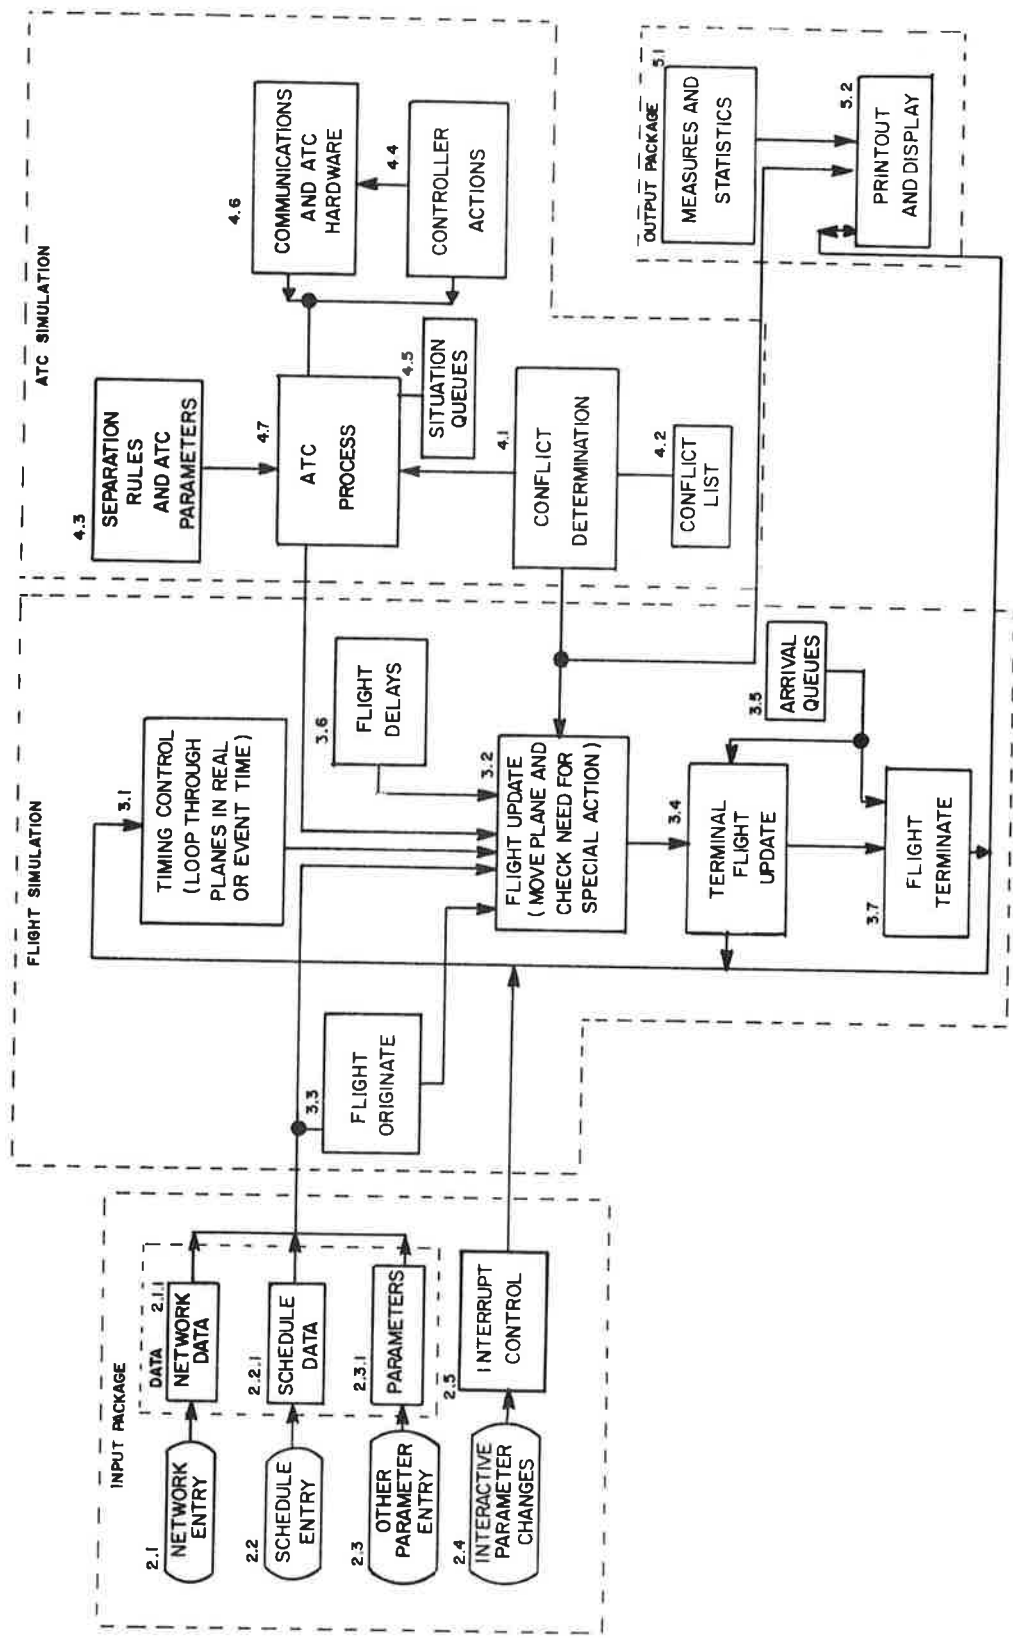 INPUT PACKAGE
2.1
NETWORK
ENTRY
2.2
SCHEDULE
ENTRY
2.3
OTHER
PARAMETER
ENTRY
2.4
INTERACTIVE
PARAMETER
CHANGES
DATA
2.1.1
NETWORK
DATA
2.2.1
SCHEDULE
DATA
2.3.1
PARAMETERS
2.5
INTERRUPT
CONTROL
FLIGHT SIMULATION
3.3
FLIGHT
ORIGINATE
3.1
TIMING CONTROL
(LOOP THROUGH
PLANES IN REAL
OR EVENT TIME)
3.6
FLIGHT
DELAYS
3.2
FLIGHT UPDATE
(MOVE PLANE AND
CHECK NEED FOR
SPECIAL ACTION)
3.4
TERMINAL
FLIGHT
UPDATE
3.5
ARRIVAL
QUEUES
3.7
FLIGHT
TERMINATE
ATC SIMULATION
4.3
SEPARATION
RULES
AND ATC
PARAMETERS
4.7
ATC
PROCESS
4.5
SITUATION
QUEUES
4.1
CONFLICT
DETERMINATION
4.2
CONFLICT
LIST
4.6
COMMUNICATIONS
AND ATC
HARDWARE
4.4
CONTROLLER
ACTIONS
OUTPUT PACKAGE
5.1
MEASURES AND
STATISTICS
5.2
PRINTOUT
AND DISPLAY